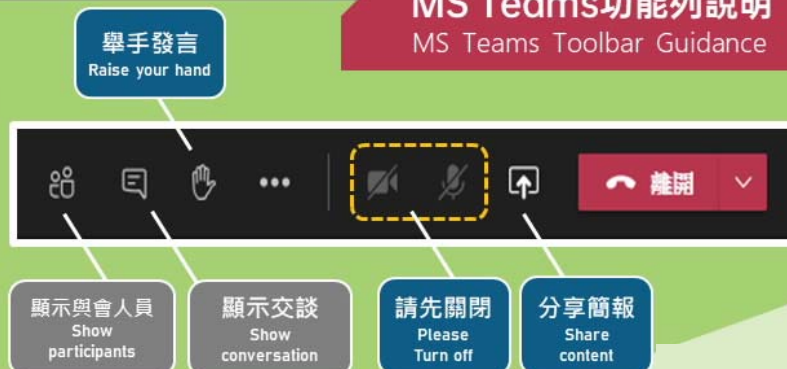 MS Teams功能列說明
MS Teams Toolbar Guidance
舉手發言
Raise your hand
離開
顯示與會人員
Show
participants
顯示交談
Show
conversation
請先關閉
Please
Turn off
分享簡報
Share
content